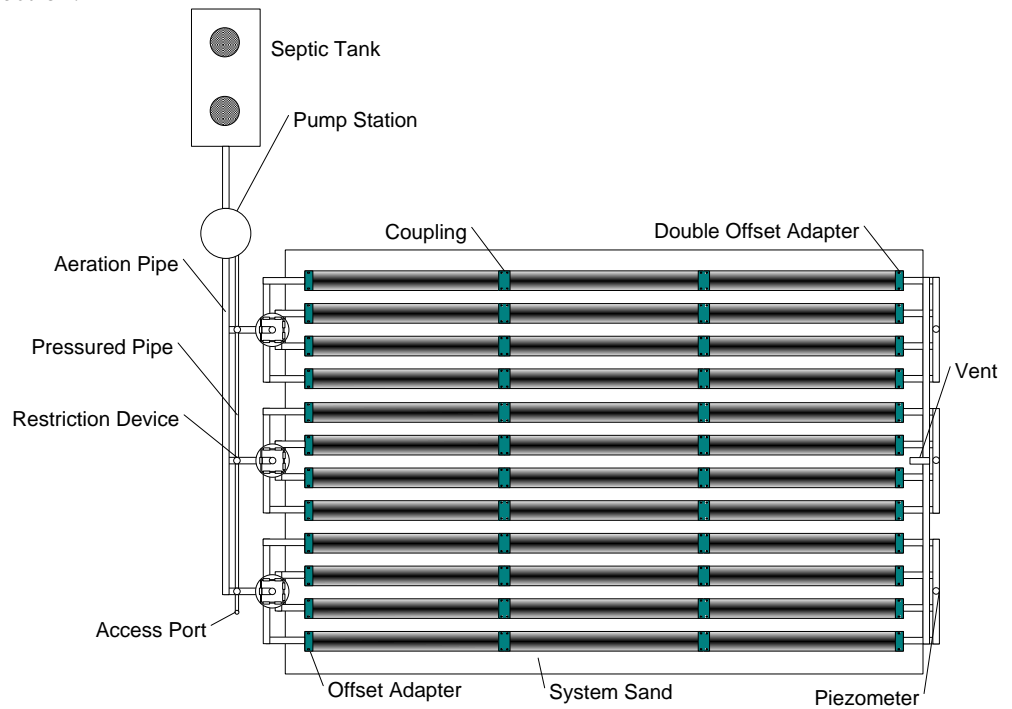 Septic Tank
Pump Station
Coupling
Double Offset Adapter
Aeration Pipe
Pressured Pipe
Vent
Restriction Device
Access Port
Offset Adapter
System Sand
Piezometer